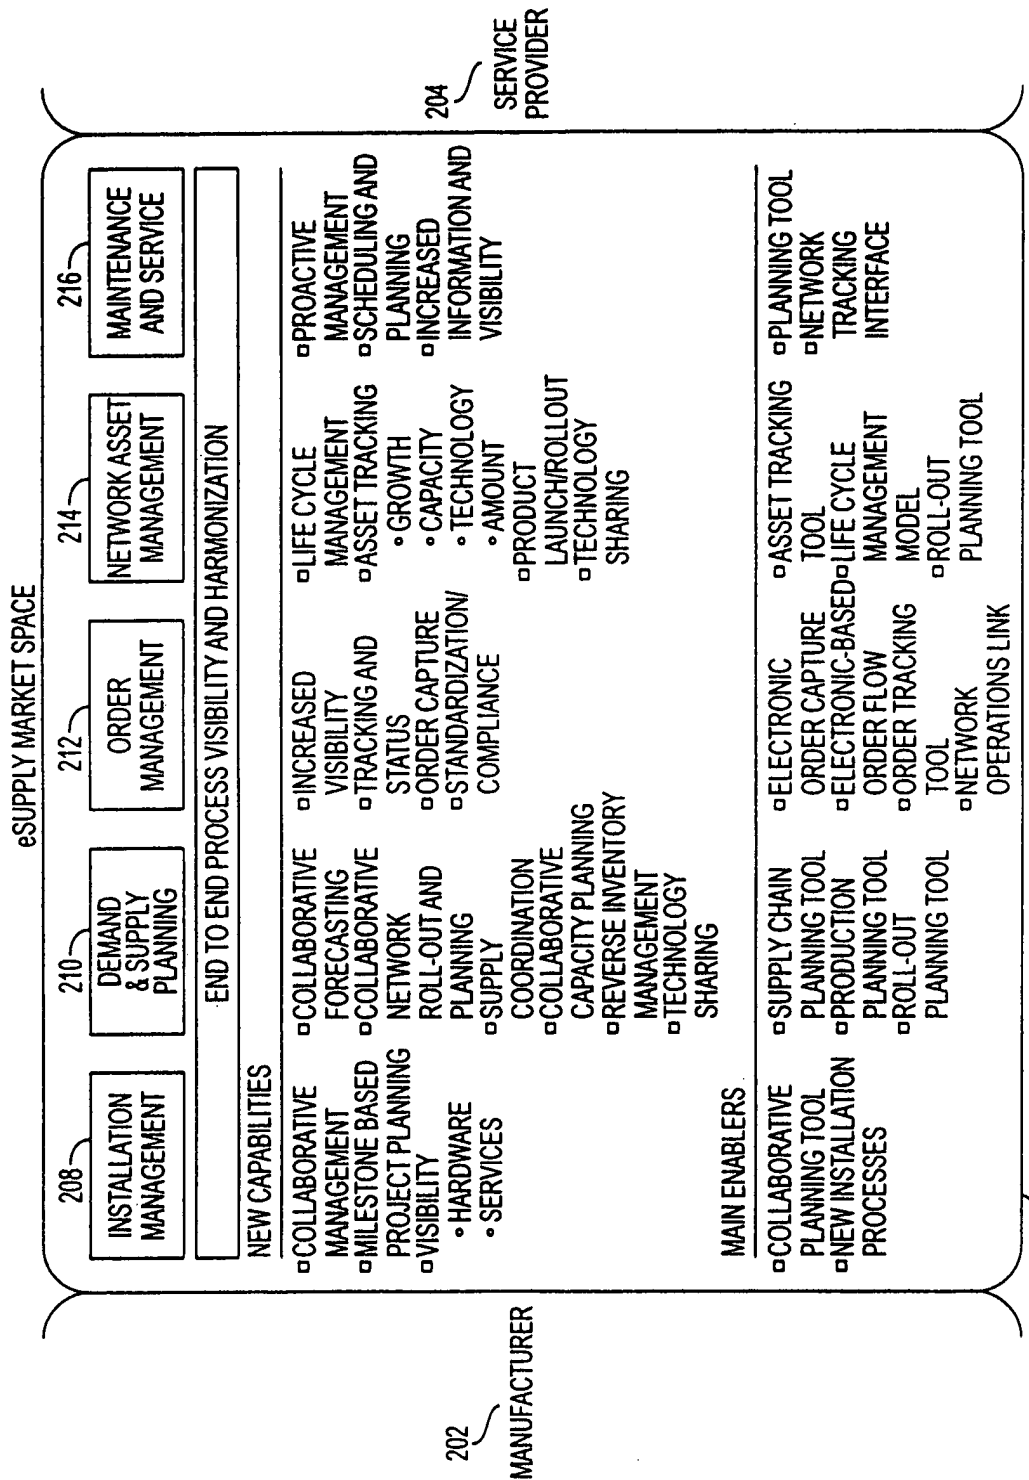 eSUPPLY MARKET SPACE
208
INSTALLATION
MANAGEMENT
210
DEMAND
& SUPPLY
PLANNING
212
ORDER
MANAGEMENT
214
NETWORK ASSET
MANAGEMENT
216
MAINTENANCE
AND SERVICE
END TO END PROCESS VISIBILITY AND HARMONIZATION
202
MANUFACTURER
204
SERVICE
PROVIDER
NEW CAPABILITIES
COLLABORATIVE
MANAGEMENT
MILESTONE BASED
PROJECT PLANNING
VISIBILITY
• HARDWARE
• SERVICES
COLLABORATIVE
FORECASTING
COLLABORATIVE
NETWORK
ROLL-OUT AND
PLANNING
SUPPLY
COORDINATION
COLLABORATIVE
CAPACITY PLANNING
REVERSE INVENTORY
MANAGEMENT
TECHNOLOGY
SHARING
INCREASED
VISIBILITY
TRACKING AND
STATUS
ORDER CAPTURE
STANDARDIZATION/
COMPLIANCE
LIFE CYCLE
MANAGEMENT
ASSET TRACKING
• GROWTH
• CAPACITY
• TECHNOLOGY
• AMOUNT
PRODUCT
LAUNCH/ROLLOUT
TECHNOLOGY
SHARING
PROACTIVE
MANAGEMENT
SCHEDULING AND
PLANNING
INCREASED
INFORMATION AND
VISIBILITY
MAIN ENABLERS
COLLABORATIVE
PLANNING TOOL
NEW INSTALLATION
PROCESSES
SUPPLY CHAIN
PLANNING TOOL
PRODUCTION
PLANNING TOOL
ROLL-OUT
PLANNING TOOL
ELECTRONIC
ORDER CAPTURE
ELECTRONIC-BASED
ORDER FLOW
ORDER TRACKING
TOOL
NETWORK
OPERATIONS LINK
ASSET TRACKING
TOOL
LIFE CYCLE
MANAGEMENT
MODEL
ROLL-OUT
PLANNING TOOL
PLANNING TOOL
NETWORK
TRACKING
INTERFACE